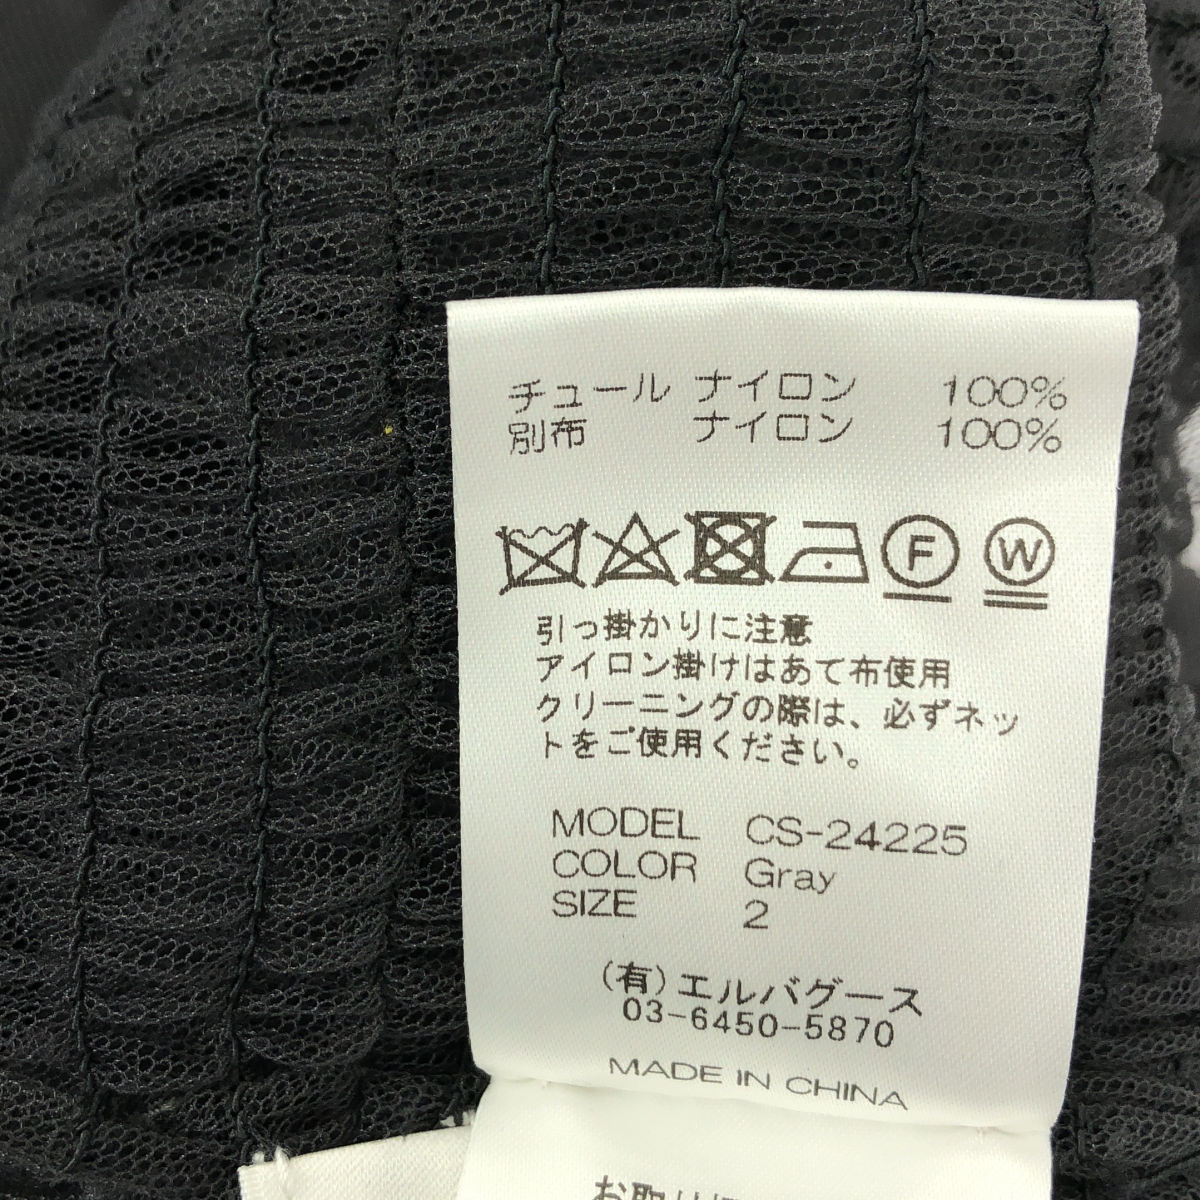 チュール ナイロン 100%
別布 ナイロン 100%
F W
引っ掛かりに注意
アイロン掛けはあて布使用
クリーニングの際は、必ずネッ
トをご使用ください。
MODEL CS-24225
COLOR Gray
SIZE 2
(有)エルバグース
03-6450-5870
MADE IN CHINA
お取り